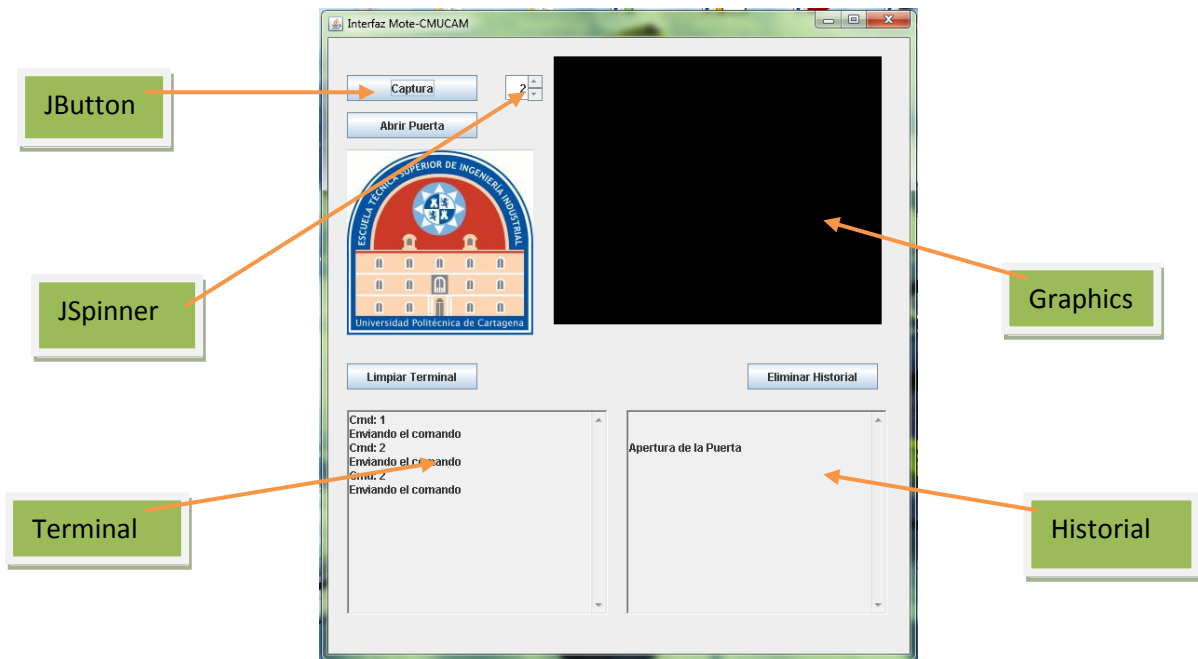 Interfaz Mote-CMUCAM
JButton
Captura
2
Abrir Puerta
ESCUELA TÉCNICA SUPERIOR DE INGENIERÍA INDUSTRIAL
Universidad Politécnica de Cartagena
JSpinner
Graphics
Limpiar Terminal
Eliminar Historial
Cmd: 1
Enviando el comando
Cmd: 2
Enviando el comando
Cmd: 2
Enviando el comando
Apertura de la Puerta
Terminal
Historial